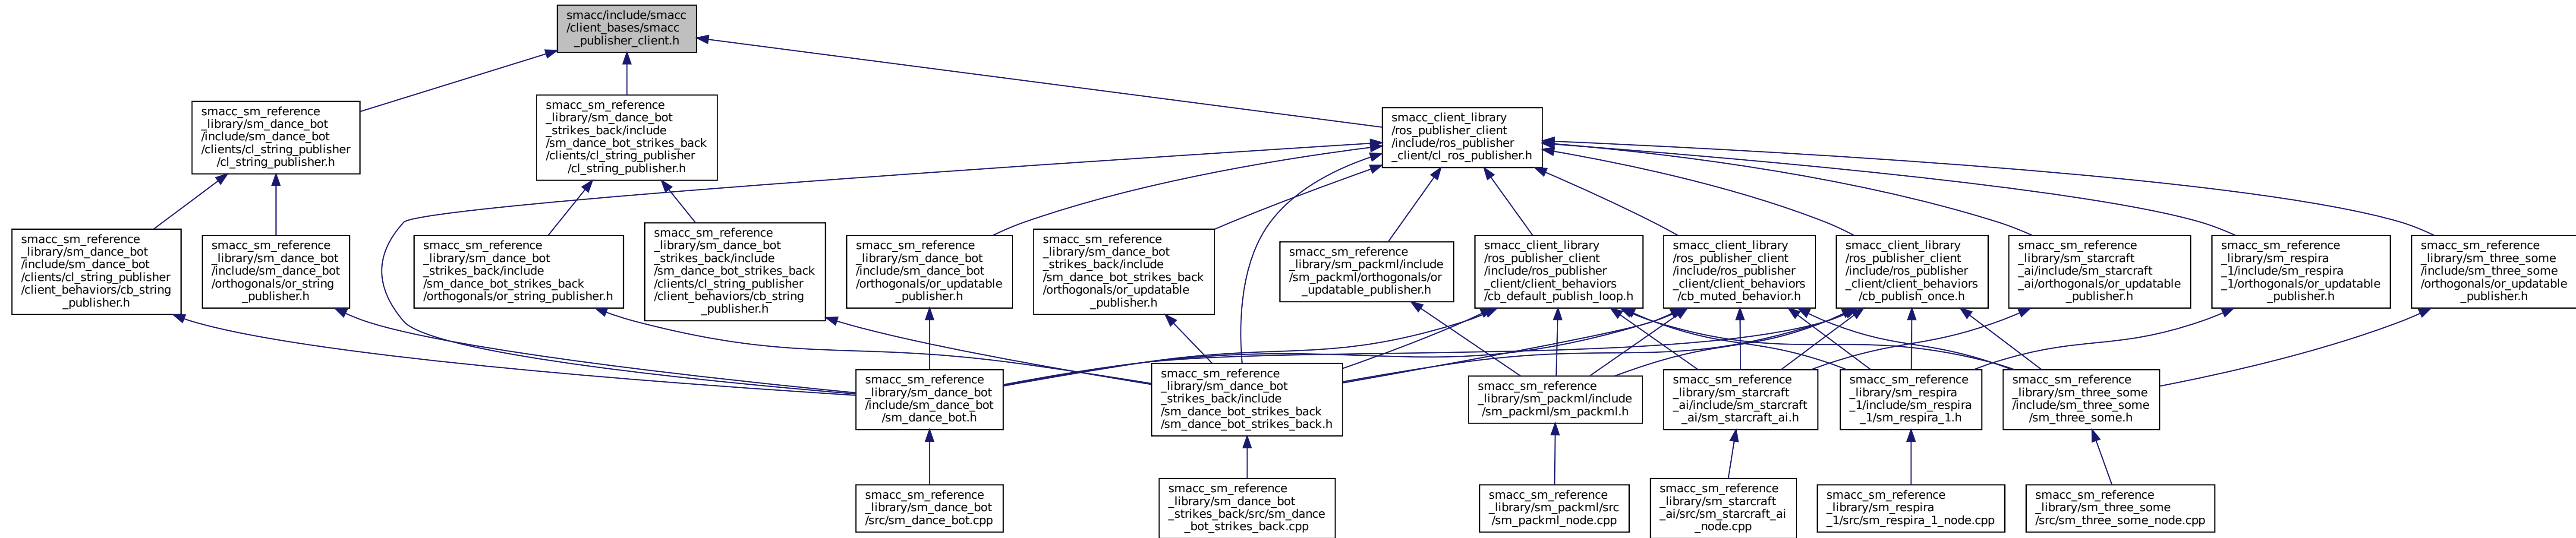 smacc/include/smacc
/client_bases/smacc
_publisher_client.h
smacc_sm_reference
_library/sm_dance_bot
/include/sm_dance_bot
/clients/cl_string_publisher
/cl_string_publisher.h
smacc_sm_reference
_library/sm_dance_bot
_strikes_back/include
/sm_dance_bot_strikes_back
/clients/cl_string_publisher
/cl_string_publisher.h
smacc_client_library
/ros_publisher_client
/include/ros_publisher
_client/cl_ros_publisher.h
smacc_sm_reference
_library/sm_dance_bot
/include/sm_dance_bot
/clients/cl_string_publisher
/client_behaviors/cb_string
_publisher.h
smacc_sm_reference
_library/sm_dance_bot
/include/sm_dance_bot
/orthogonals/or_string
_publisher.h
smacc_sm_reference
_library/sm_dance_bot
_strikes_back/include
/sm_dance_bot_strikes_back
/orthogonals/or_string_publisher.h
smacc_sm_reference
_library/sm_dance_bot
_strikes_back/include
/sm_dance_bot_strikes_back
/clients/cl_string_publisher
/client_behaviors/cb_string
_publisher.h
smacc_sm_reference
_library/sm_dance_bot
/include/sm_dance_bot
/orthogonals/or_updatable
_publisher.h
smacc_sm_reference
_library/sm_dance_bot
_strikes_back/include
/sm_dance_bot_strikes_back
/orthogonals/or_updatable
_publisher.h
smacc_sm_reference
_library/sm_packml/include
/sm_packml/orthogonals/or
_updatable_publisher.h
smacc_client_library
/ros_publisher_client
/include/ros_publisher
_client/client_behaviors
/cb_default_publish_loop.h
smacc_client_library
/ros_publisher_client
/include/ros_publisher
_client/client_behaviors
/cb_muted_behavior.h
smacc_client_library
/ros_publisher_client
/include/ros_publisher
_client/client_behaviors
/cb_publish_once.h
smacc_sm_reference
_library/sm_starcraft
_ai/include/sm_starcraft
_ai/orthogonals/or_updatable
_publisher.h
smacc_sm_reference
_library/sm_respira
_1/include/sm_respira
_1/orthogonals/or_updatable
_publisher.h
smacc_sm_reference
_library/sm_three_some
/include/sm_three_some
/orthogonals/or_updatable
_publisher.h
smacc_sm_reference
_library/sm_dance_bot
/include/sm_dance_bot
/sm_dance_bot.h
smacc_sm_reference
_library/sm_dance_bot
_strikes_back/include
/sm_dance_bot_strikes_back
/sm_dance_bot_strikes_back.h
smacc_sm_reference
_library/sm_packml/include
/sm_packml/sm_packml.h
smacc_sm_reference
_library/sm_starcraft
_ai/include/sm_starcraft
_ai/sm_starcraft_ai.h
smacc_sm_reference
_library/sm_respira
_1/include/sm_respira
_1/sm_respira_1.h
smacc_sm_reference
_library/sm_three_some
/include/sm_three_some
/sm_three_some.h
smacc_sm_reference
_library/sm_dance_bot
/src/sm_dance_bot.cpp
smacc_sm_reference
_library/sm_dance_bot
_strikes_back/src/sm_dance
_bot_strikes_back.cpp
smacc_sm_reference
_library/sm_packml/src
/sm_packml_node.cpp
smacc_sm_reference
_library/sm_starcraft
_ai/src/sm_starcraft_ai
_node.cpp
smacc_sm_reference
_library/sm_respira
_1/src/sm_respira_1_node.cpp
smacc_sm_reference
_library/sm_three_some
/src/sm_three_some_node.cpp